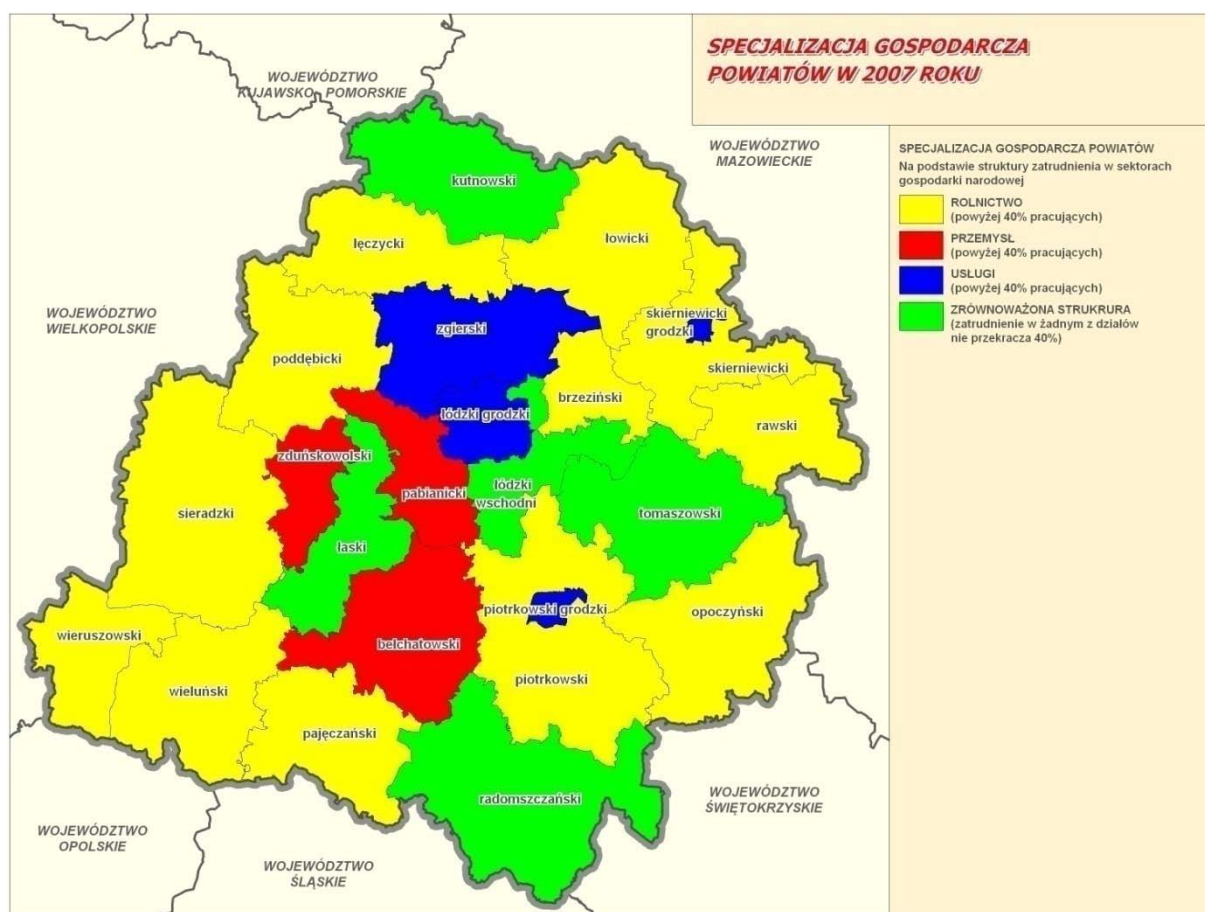 SPECJALIZACJA GOSPODARCZA
POWIATÓW W 2007 ROKU
WOJEWÓDZTWO
KUJAWSKO- POMORSKIE
WOJEWÓDZTWO
MAZOWIECKIE
SPECJALIZACJA GOSPODARCZA POWIATÓW
Na podstawie struktury zatrudnienia w sektorach
gospodarki narodowej
ROLNICTWO
(powyżej 40% pracujących)
PRZEMYSŁ
(powyżej 40% pracujących)
USŁUGI
(powyżej 40% pracujących)
ZRÓWNOWAŻONA STRUKRURA
(zatrudnienie w żadnym z działów
nie przekracza 40%)
kutnowski
łęczycki
łowicki
WOJEWÓDZTWO
WIELKOPOLSKIE
zgierski
skierniewicki
grodzki
poddębicki
skierniewicki
brzeziński
łódzki grodzki
rawski
zduńskowolski
pabianicki
łódzki
wschodni
sieradzki
tomaszowski
łaski
piotrkowski grodzki
opoczyński
wieruszowski
bełchatowski
wieluński
piotrkowski
pajęczański
radomszczański
WOJEWÓDZTWO
ŚWIĘTOKRZYSKIE
WOJEWÓDZTWO
OPOLSKIE
WOJEWÓDZTWO
ŚLĄSKIE